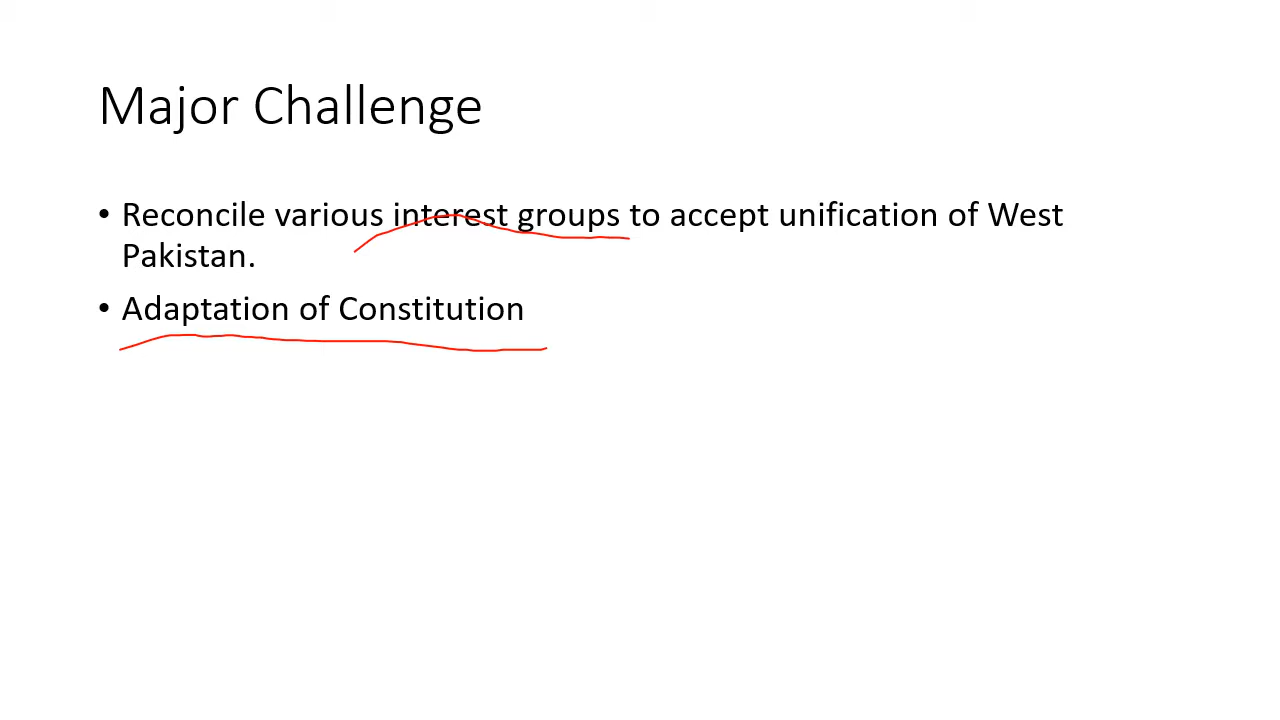 Major Challenge
• Reconcile various interest groups to accept unification of West
Pakistan.
• Adaptation of Constitution